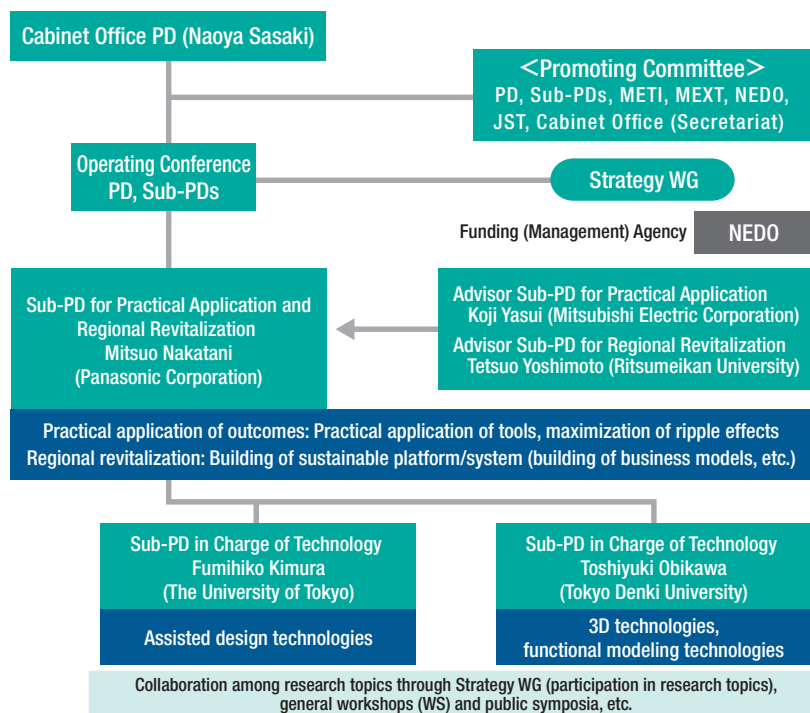 Cabinet Office PD (Naoya Sasaki)
<Promoting Committee>
PD, Sub-PDs, METI, MEXT, NEDO,
JST, Cabinet Office (Secretariat)
Operating Conference
PD, Sub-PDs
Strategy WG
Funding (Management) Agency
NEDO
Sub-PD for Practical Application and
Regional Revitalization
Mitsuo Nakatani
(Panasonic Corporation)
Advisor Sub-PD for Practical Application
Koji Yasui (Mitsubishi Electric Corporation)
Advisor Sub-PD for Regional Revitalization
Tetsuo Yoshimoto (Ritsumeikan University)
Practical application of outcomes: Practical application of tools, maximization of ripple effects
Regional revitalization: Building of sustainable platform/system (building of business models, etc.)
Sub-PD in Charge of Technology
Fumihiko Kimura
(The University of Tokyo)
Assisted design technologies
Sub-PD in Charge of Technology
Toshiyuki Obikawa
(Tokyo Denki University)
3D technologies,
functional modeling technologies
Collaboration among research topics through Strategy WG (participation in research topics),
general workshops (WS) and public symposia, etc.